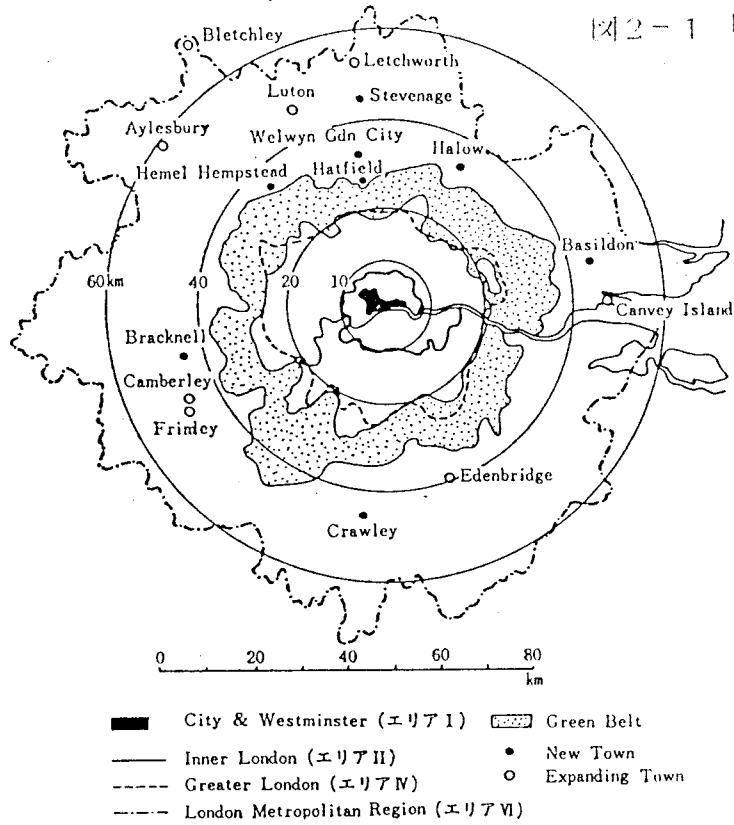 図2-1
Bletchley
Letchworth
Luton
Stevenage
Aylesbury
Welwyn Gdn City
Halow
Hemel Hempstead
Hatfield
Basildon
60km 40 20 10
Canvey Island
Bracknell
Camberley
Frimley
Edenbridge
Crawley
0 20 40 60 80
km
City & Westminster (エリアⅠ) Green Belt
Inner London (エリアⅡ) New Town
Greater London (エリアⅣ) Expanding Town
London Metropolitan Region (エリアⅥ)